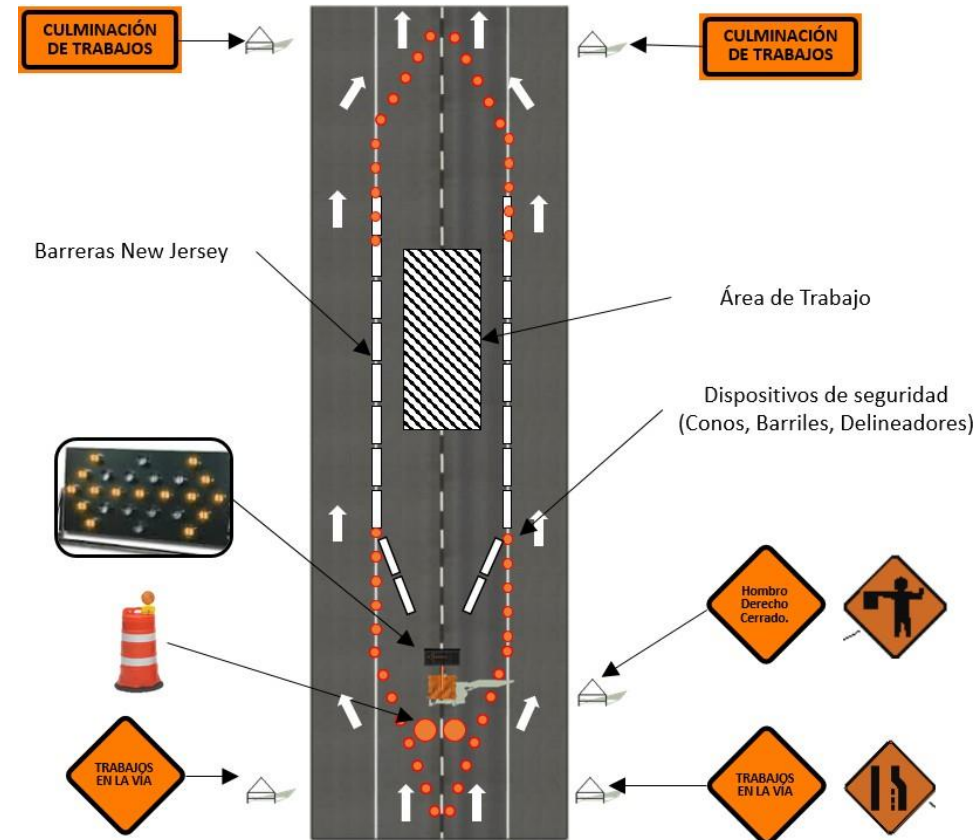 CULMINACIÓN
DE TRABAJOS
CULMINACIÓN
DE TRABAJOS
Barreras New Jersey
Área de Trabajo
Dispositivos de seguridad
(Conos, Barriles, Delineadores)
Hombro
Derecho
Cerrado.
TRABAJOS
EN LA VÍA
TRABAJOS
EN LA VÍA